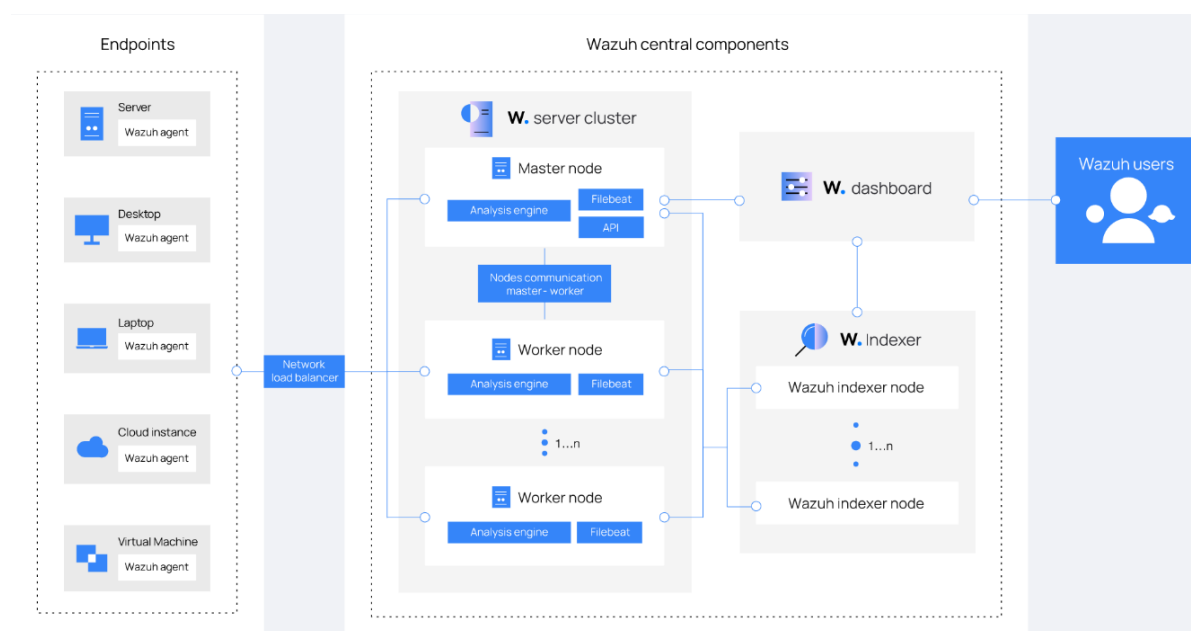 Endpoints
Server
Wazuh agent
Desktop
Wazuh agent
Laptop
Wazuh agent
Cloud instance
Wazuh agent
Virtual Machine
Wazuh agent
Network
load balancer
Wazuh central components
W. server cluster
Master node
Analysis engine
Filebeat
API
Nodes communication
master- worker
Worker node
Analysis engine
Filebeat
1...n
Worker node
Analysis engine
Filebeat
W. dashboard
W. Indexer
Wazuh indexer node
1...n
Wazuh indexer node
Wazuh users